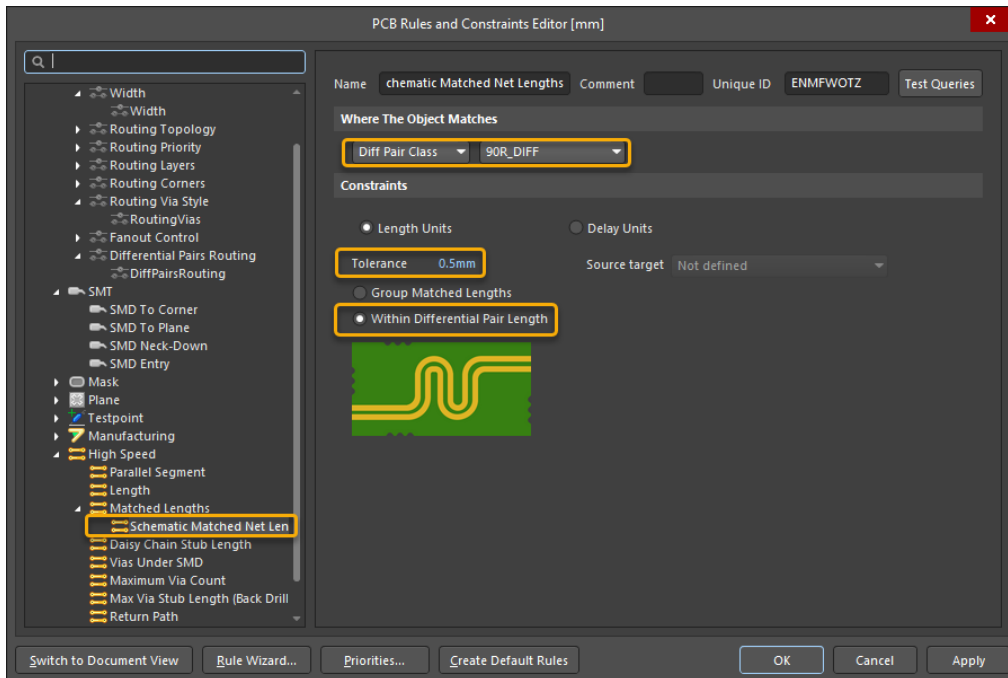 PCB Rules and Constraints Editor [mm]
Width
Width
Routing Topology
Routing Priority
Routing Layers
Routing Corners
Routing Via Style
RoutingVias
Fanout Control
Differential Pairs Routing
DiffPairsRouting
SMT
SMD To Corner
SMD To Plane
SMD Neck-Down
SMD Entry
Mask
Plane
Testpoint
Manufacturing
High Speed
Parallel Segment
Length
Matched Lengths
Schematic Matched Net Len
Daisy Chain Stub Length
Vias Under SMD
Maximum Via Count
Max Via Stub Length (Back Drill
Return Path
Name chematic Matched Net Lengths Comment Unique ID ENMFWOTZ Test Queries
Where The Object Matches
Diff Pair Class 90R_DIFF
Constraints
Length Units Delay Units
Tolerance 0.5mm Source target Not defined
Group Matched Lengths
Within Differential Pair Length
Switch to Document View Rule Wizard... Priorities... Create Default Rules OK Cancel Apply